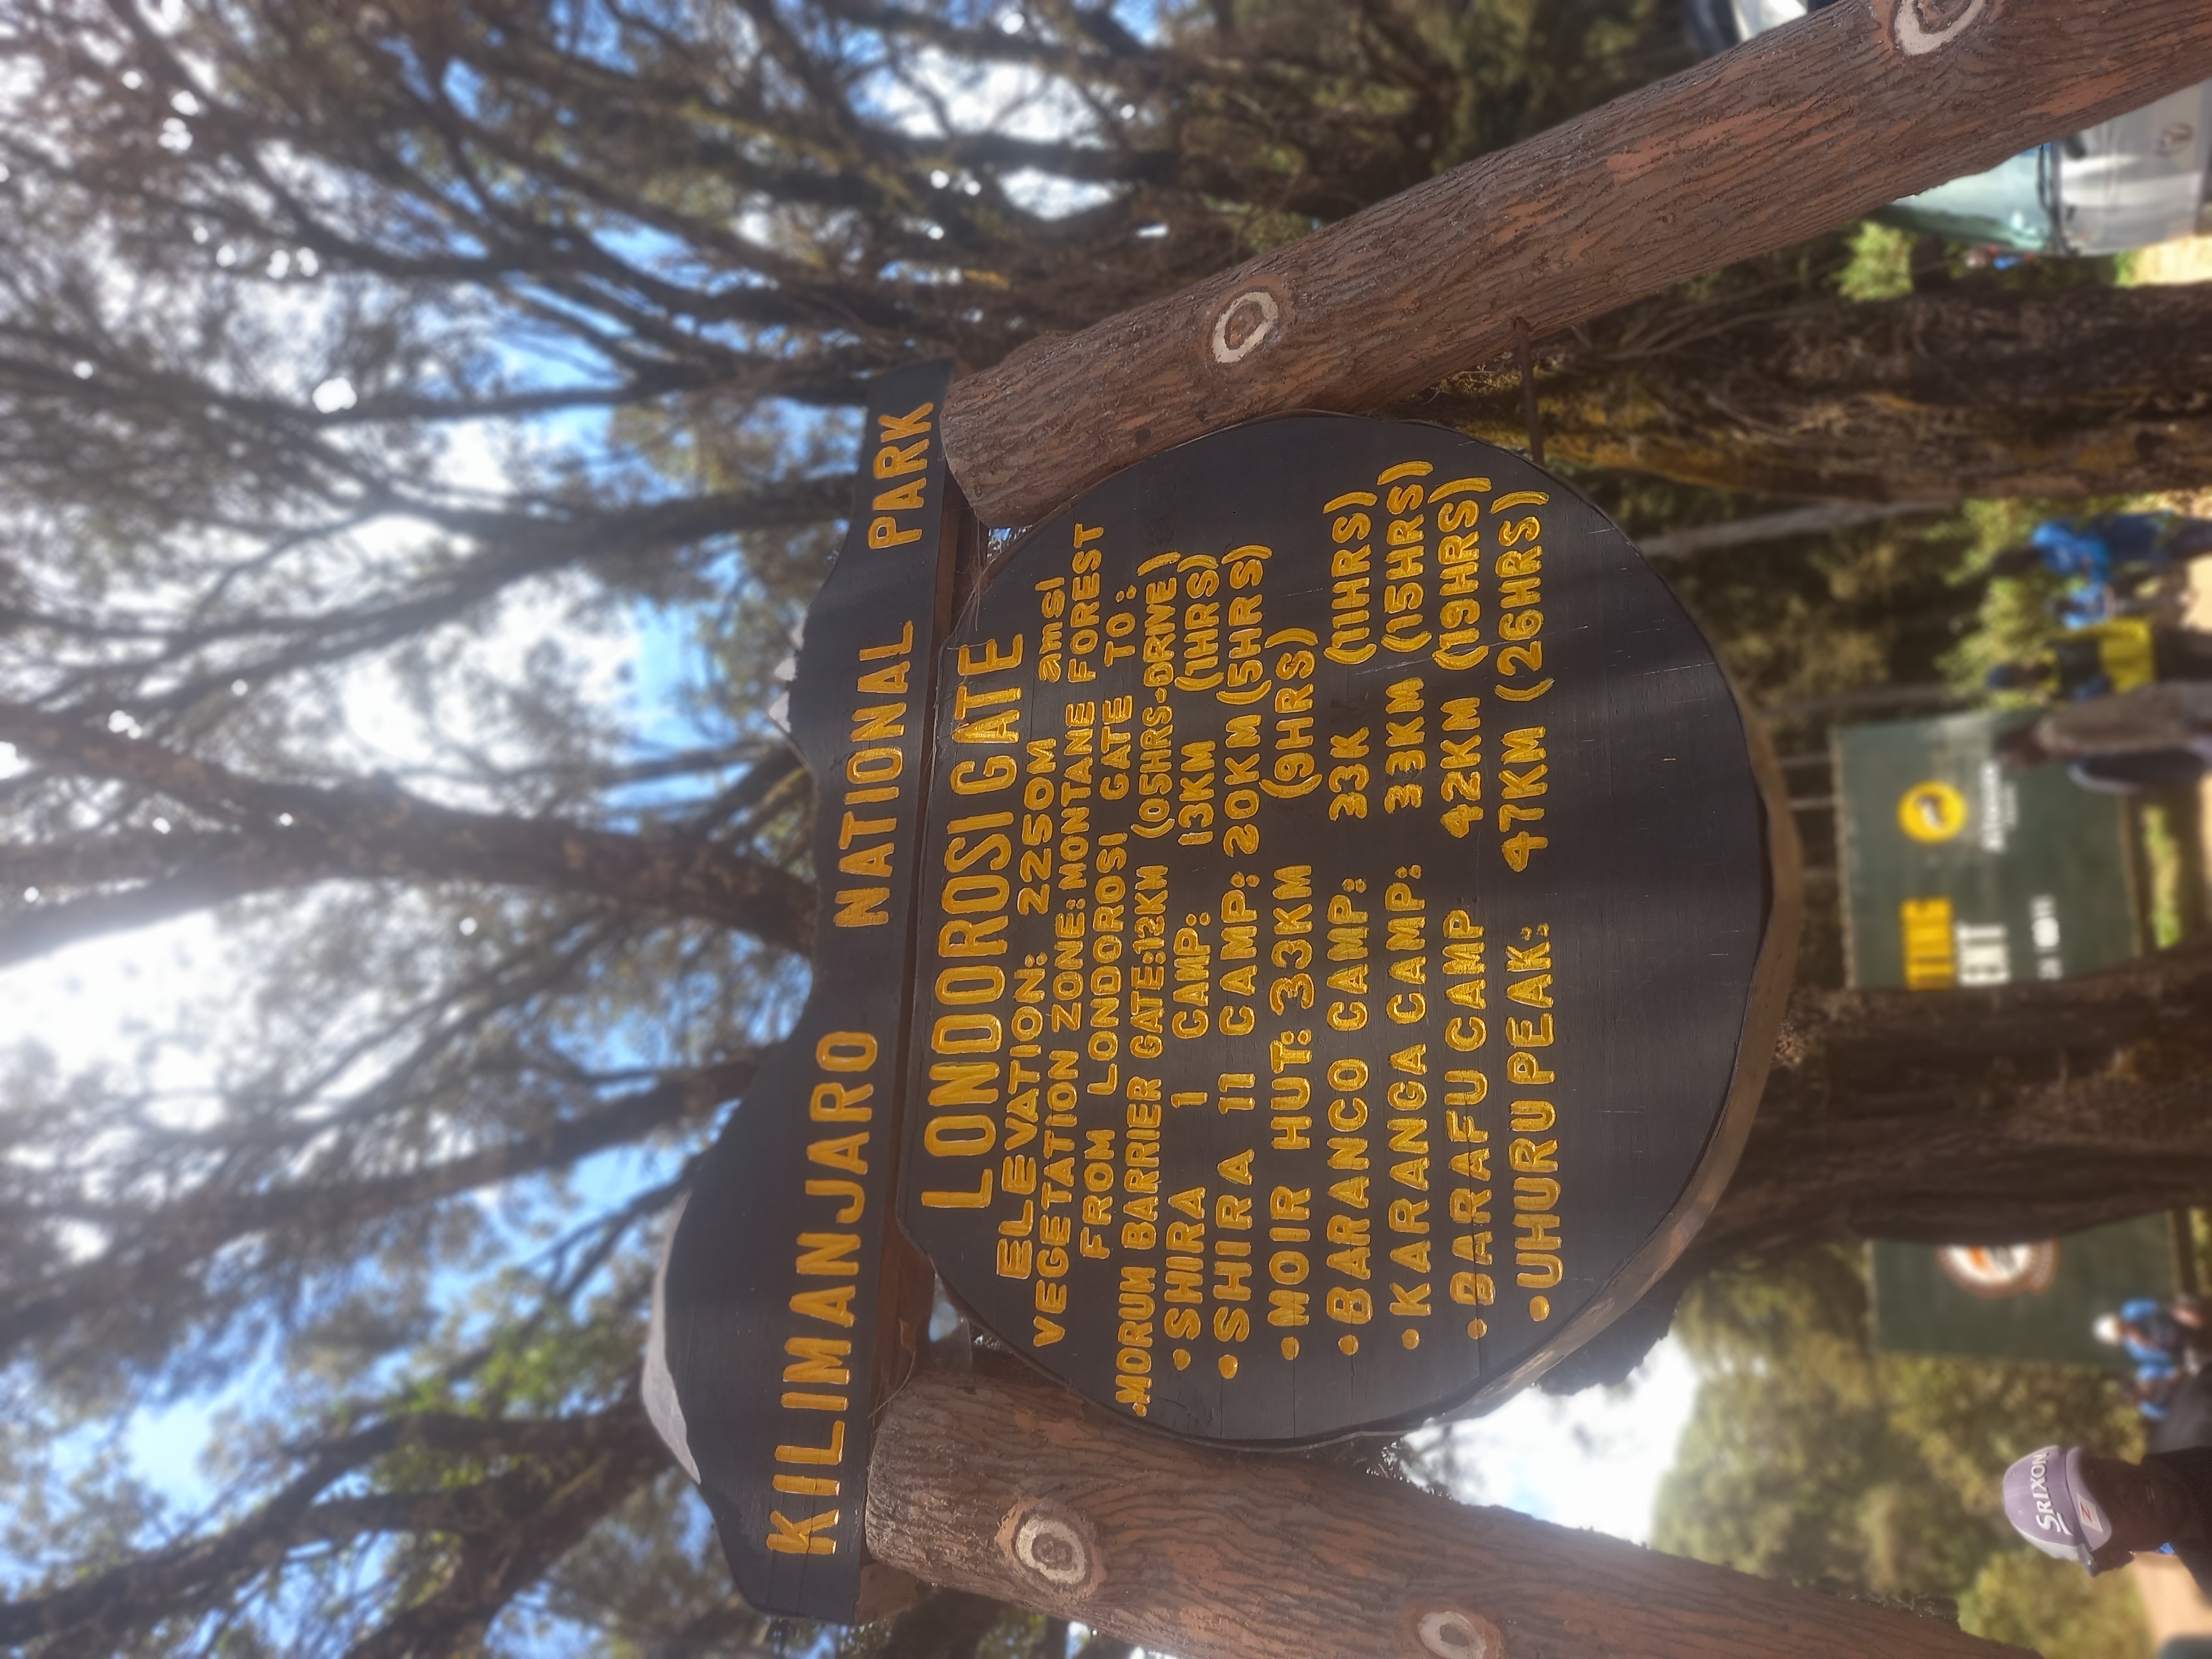 KILIMANJARO NATIONAL PARK
LONDOROSI GATE
ELEVATION: 2250M amsl
VEGETATION ZONE: MONTANE FOREST
FROM LONDOROSI GATE TO:
•MORUM BARRIER GATE:12KM (05HRS-DRIVE)
•SHIRA 1 CAMP: 13KM (1HRS)
•SHIRA 11 CAMP: 20KM (5HRS)
•MOIR HUT: 33KM (9HRS)
•BARANCO CAMP: 33K (11HRS)
•KARANGA CAMP: 33KM (15HRS)
•BARAFU CAMP 42KM (19HRS)
•UHURU PEAK: 47KM (26HRS)
SRIXON